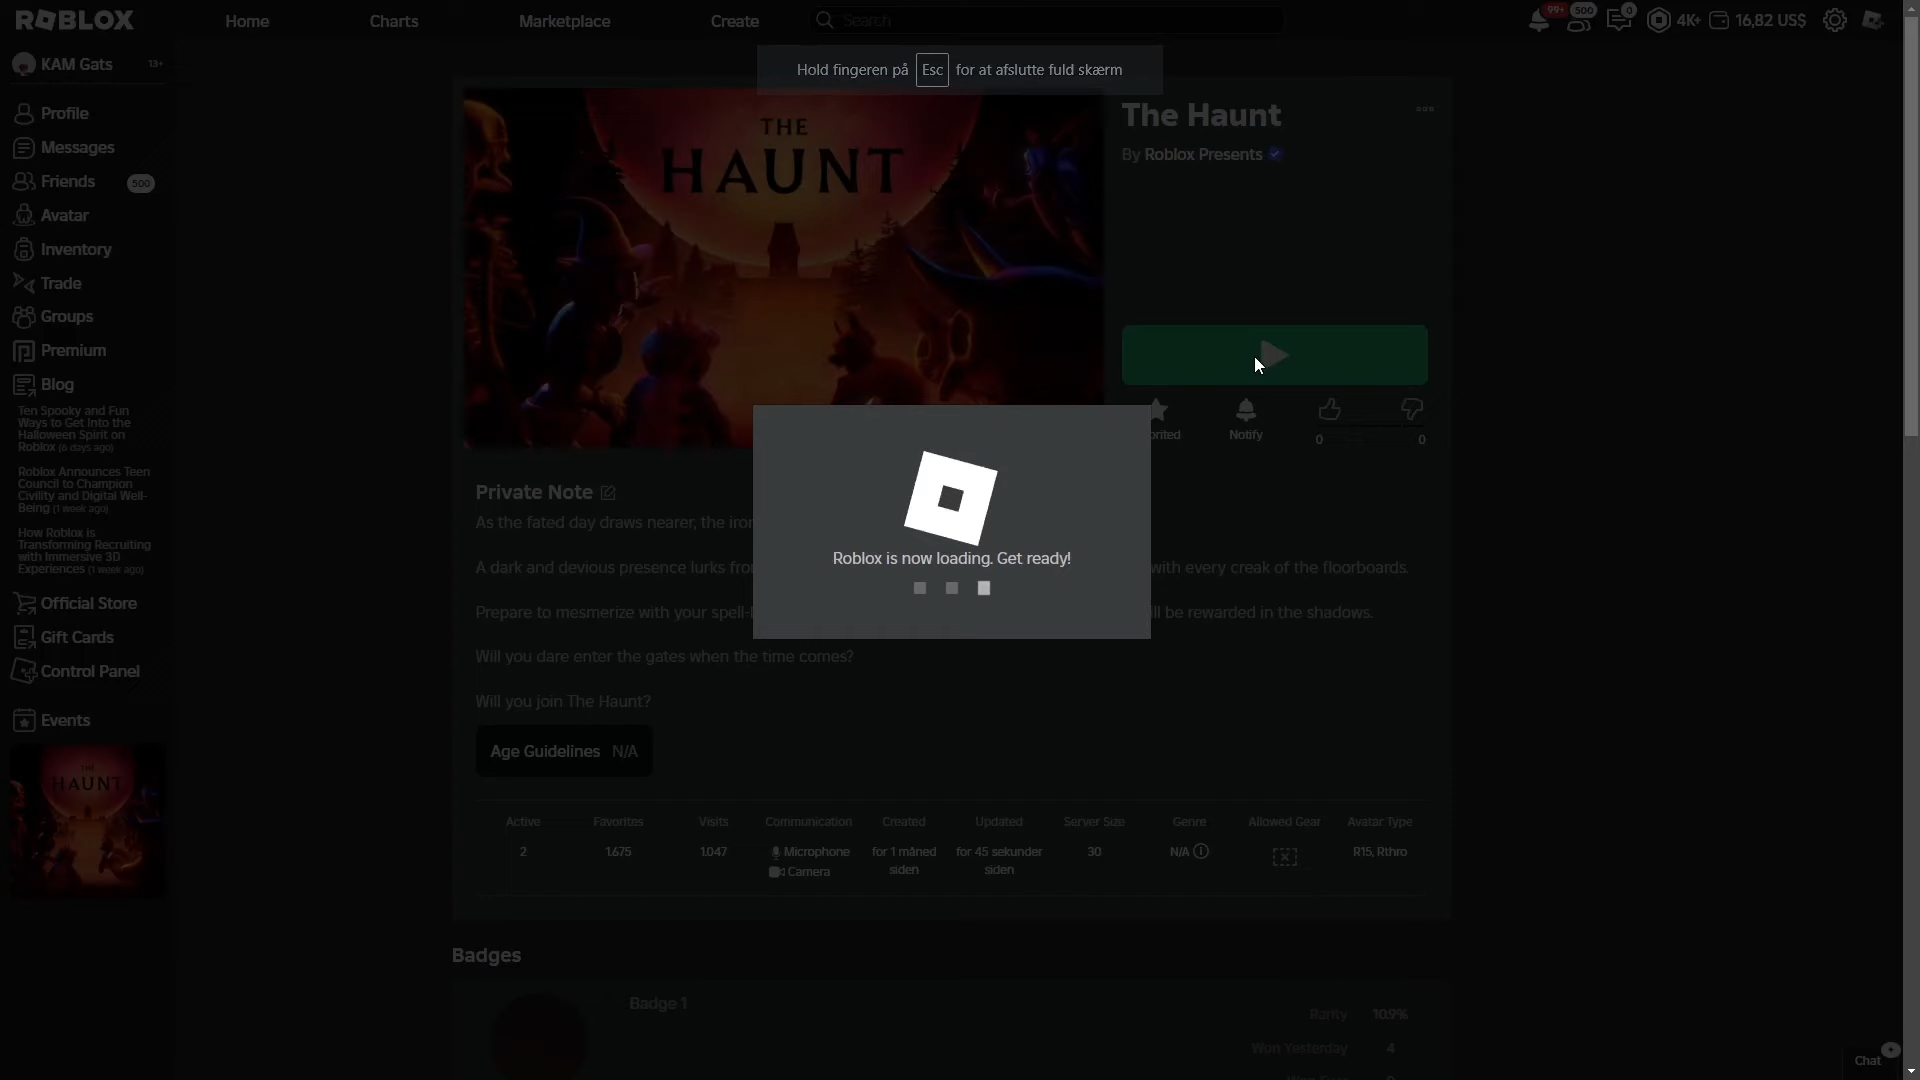 ROBLOX
Home
Charts
Marketplace
Create
Search
99+
500
0
4K+
16,82 US$
KAM Gats
13+
Profile
Messages
Friends
500
Avatar
Inventory
Trade
Groups
Premium
Blog
Ten Spooky and Fun
Ways to Get Into the
Halloween Spirit on
Roblox (6 days ago)
Roblox Announces Teen
Council to Champion
Civility and Digital Well-
Being (1 week ago)
How Roblox is
Transforming Recruiting
with Immersive 3D
Experiences (1 week ago)
Official Store
Gift Cards
Control Panel
Events
THE
HAUNT
Hold fingeren på Esc for at afslutte fuld skærm
THE
HAUNT
The Haunt
By Roblox Presents
Notify
0
0
Roblox is now loading. Get ready!
Private Note
As the fated day draws nearer, the
A dark and devious presence lurks
with every creak of the floorboards.
Prepare to mesmerize with your
be rewarded in the shadows.
Will you dare enter the gates when the time comes?
Will you join The Haunt?
Age Guidelines N/A
Active
Favorites
Visits
Communication
Created
Updated
Server Size
Genre
Allowed Gear
Avatar Type
2
1.675
1.047
Microphone
Camera
for 1 måned
siden
for 45 sekunder
siden
30
N/A
R15, Rthro
Badges
Badge 1
Rarity 10.9%
Won Yesterday 4
Chat